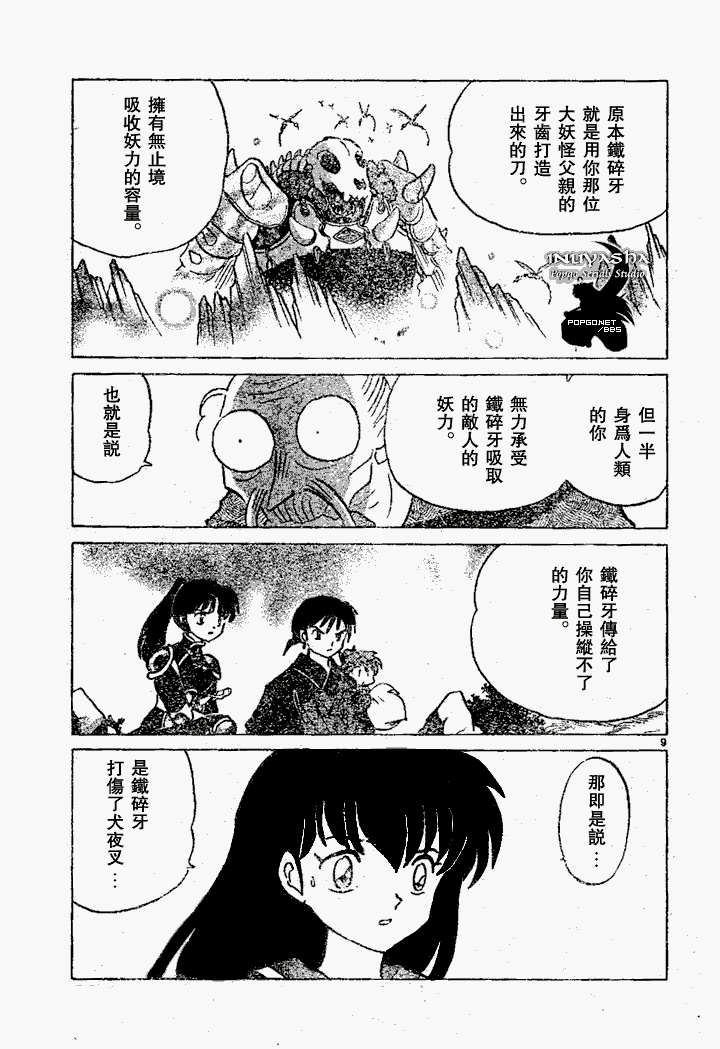 原本鐵碎牙
就是用你那位
大妖怪父親的
牙齒打造
出來的刀。
擁有無止境
吸收妖力的容量。
INUYASHA
Popgo Serials Studio
POPGO.NET
/BBS
但一半
身爲人類
的你
無力承受
鐵碎牙吸取
的敵人的
妖力。
也就是説
鐵碎牙傳給了
你自己操縱不了
的力量。
9
那即是説…
是鐵碎牙
打傷了犬夜叉…